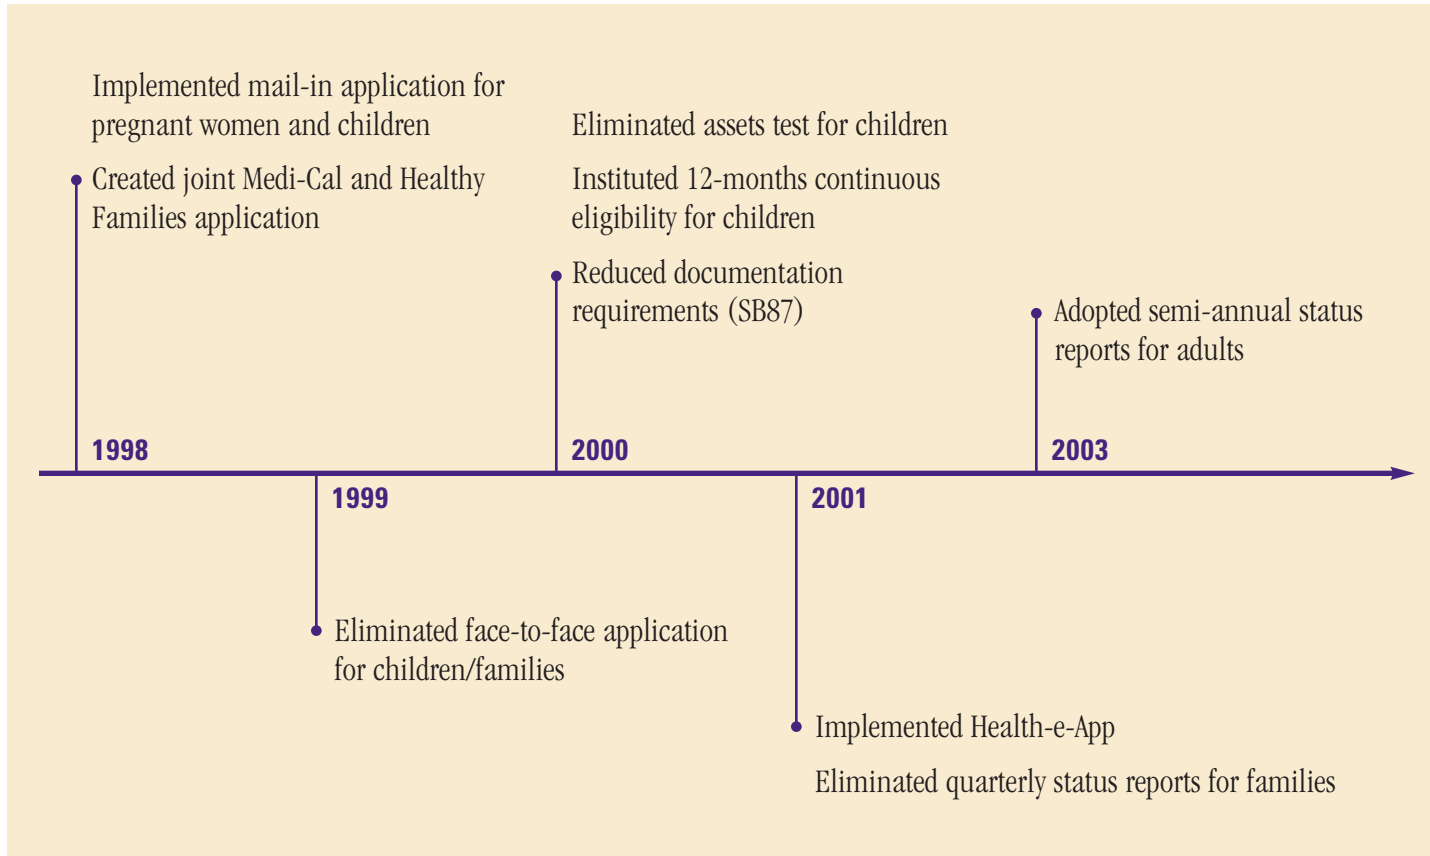 Implemented mail-in application for
pregnant women and children
Created joint Medi-Cal and Healthy
Families application
1998
Eliminated face-to-face application
for children/families
1999
Eliminated assets test for children
Instituted 12-months continuous
eligibility for children
Reduced documentation
requirements (SB87)
2000
2001
Implemented Health-e-App
Eliminated quarterly status reports for families
Adopted semi-annual status
reports for adults
2003